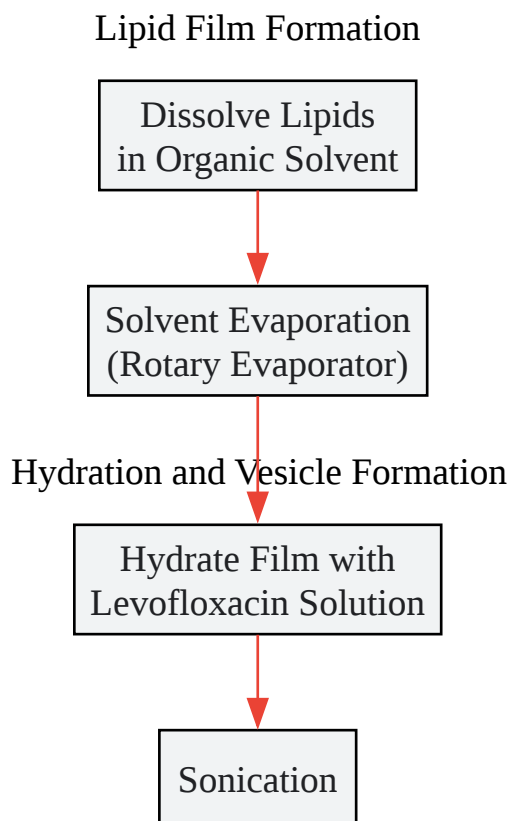 Lipid Film Formation
Dissolve Lipids
in Organic Solvent
Solvent Evaporation
(Rotary Evaporator)
Hydration and Vesicle Formation
Hydrate Film with
Levofloxacin Solution
Sonication